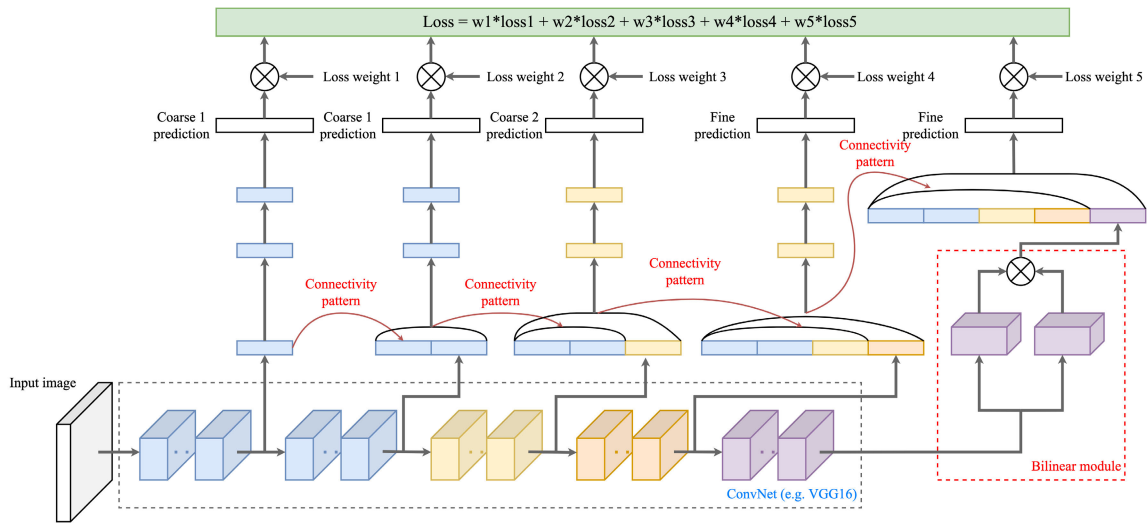 Loss = w1*loss1 + w2*loss2 + w3*loss3 + w4*loss4 + w5*loss5
Loss weight 1
Loss weight 2
Loss weight 3
Loss weight 4
Loss weight 5
Coarse 1
prediction
Coarse 1
prediction
Coarse 2
prediction
Fine
prediction
Fine
prediction
Connectivity
pattern
Connectivity
pattern
Connectivity
pattern
Connectivity
pattern
Input image
ConvNet (e.g. VGG16)
Bilinear module